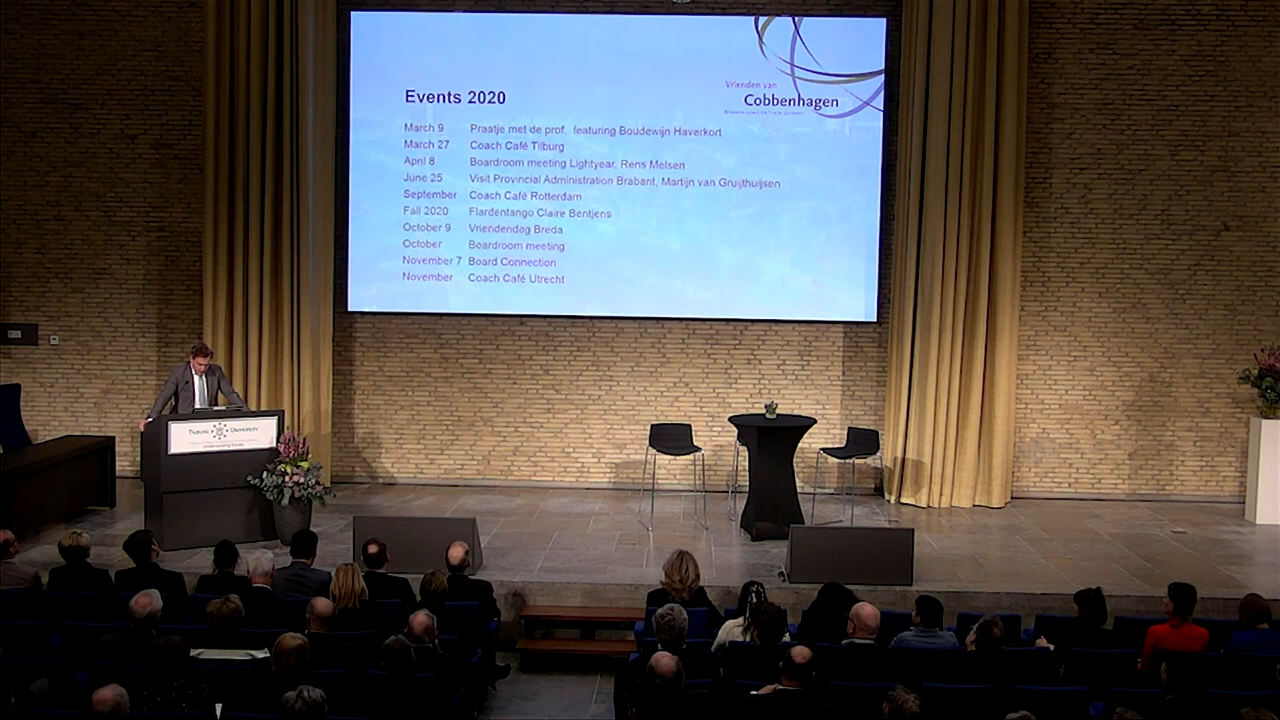 Vrienden van
Cobbenhagen
Events 2020
March 9 Praatje met de prof. featuring Boudewijn Haverkort
March 27 Coach Café Tilburg
April 8 Boardroom meeting Lightyear, Rens Melsen
June 25 Visit Provincial Administration Brabant, Martijn van Gruijthuijsen
September Coach Café Rotterdam
Fall 2020 Flardentango Claire Bentjens
October 9 Vriendendag Breda
October Boardroom meeting
November 7 Board Connection
November Coach Café Utrecht
TILBURG UNIVERSITY
Understanding Society